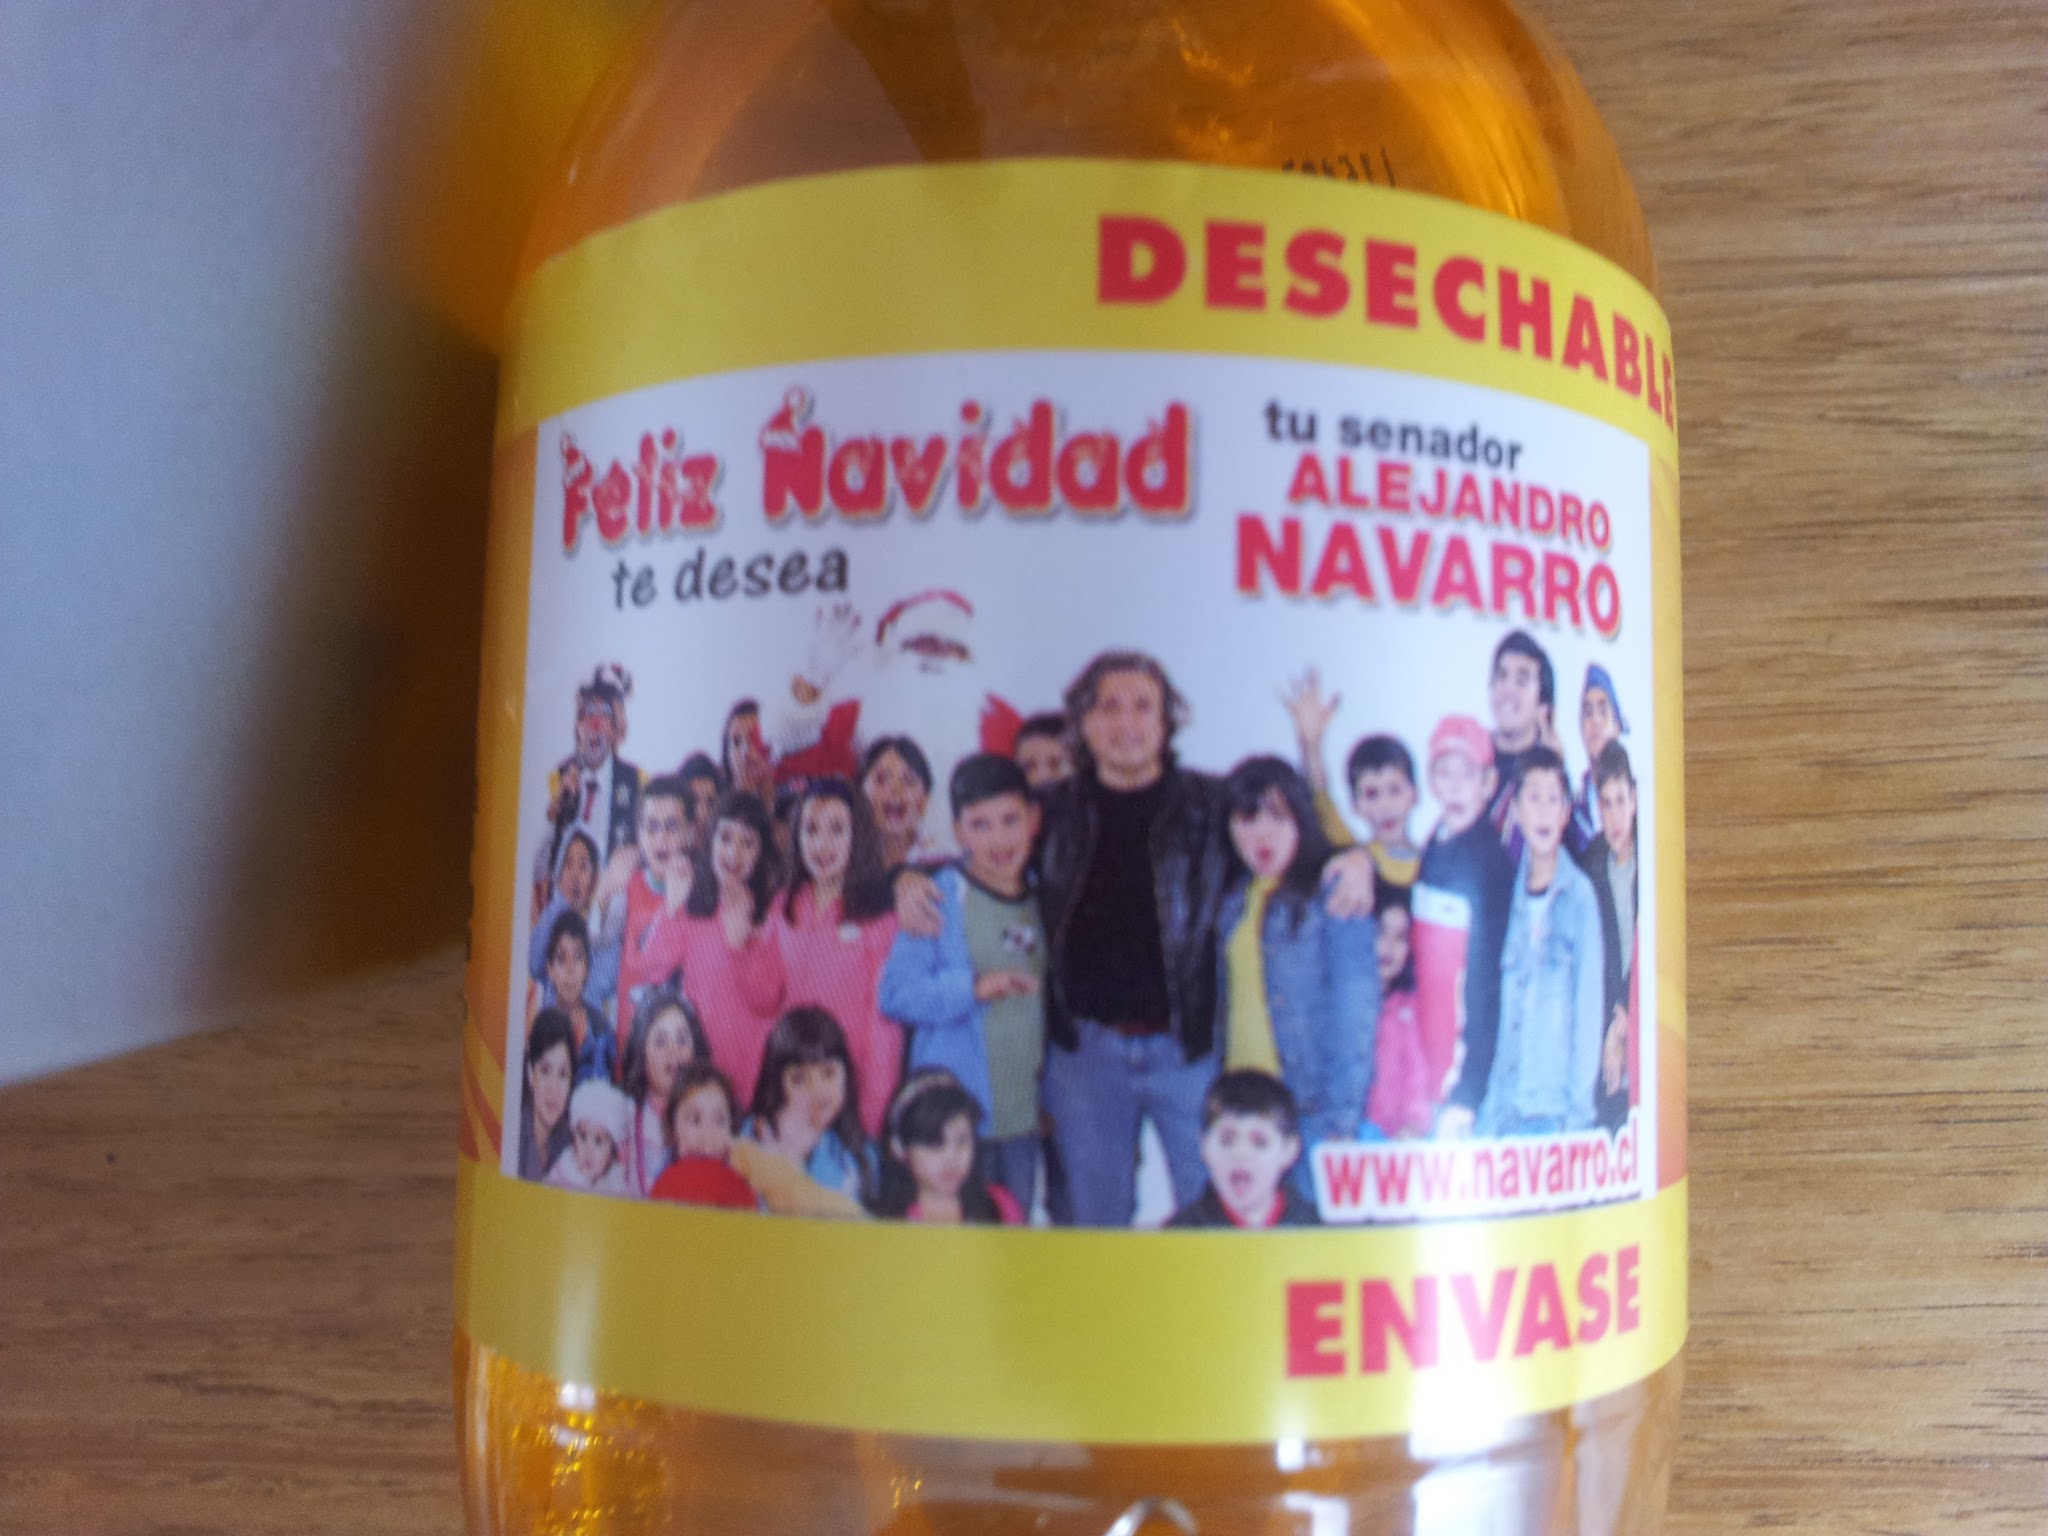 DESECHABLE
Feliz Navidad
te desea
tu senador
ALEJANDRO
NAVARRO
www.navarro.cl
ENVASE